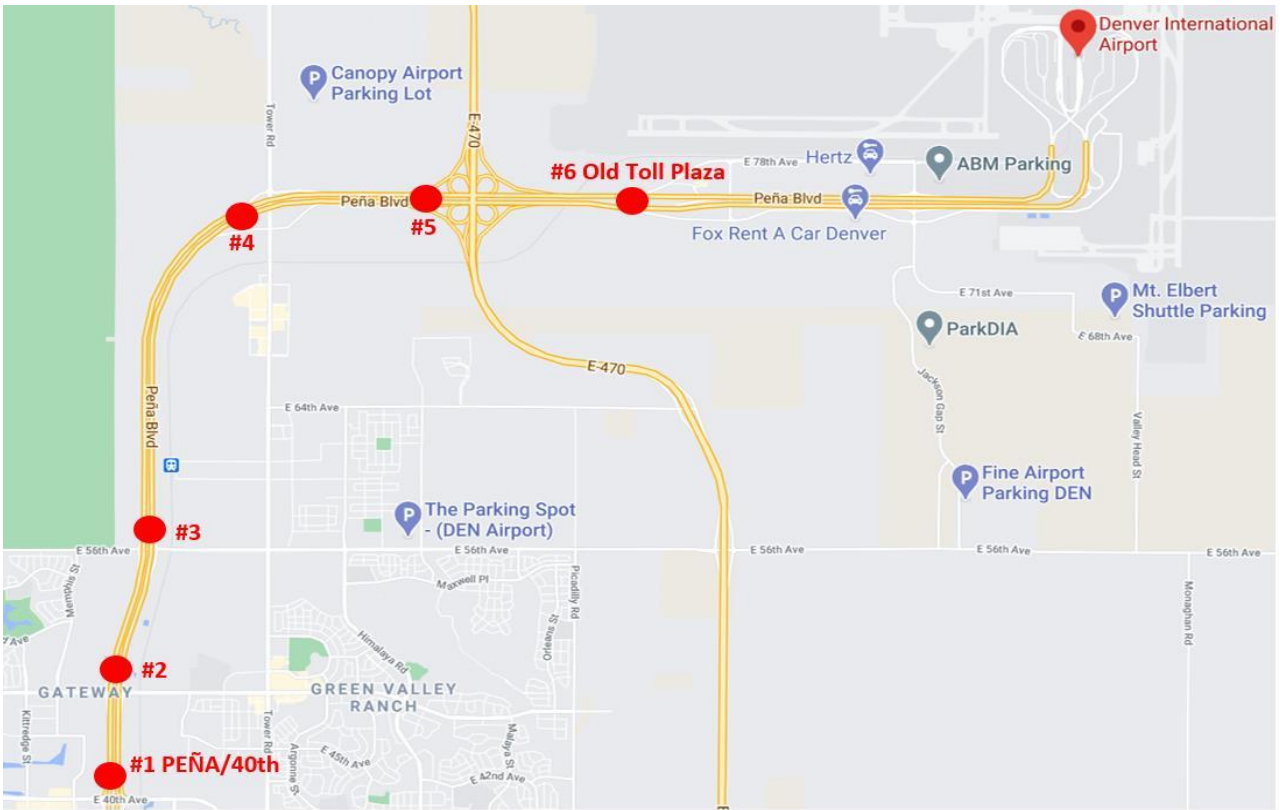 Denver International
Airport
Canopy Airport
Parking Lot
Tower Rd
E-470
Hertz
E 78th Ave
ABM Parking
#6 Old Toll Plaza
Peña Blvd
Peña Blvd
#5
#4
Fox Rent A Car Denver
E 71st Ave
Mt. Elbert
Shuttle Parking
ParkDIA
E 68th Ave
E-470
Peña Blvd
E 64th Ave
Jackson Gap St
Valley Head St
Fine Airport
Parking DEN
The Parking Spot
- (DEN Airport)
#3
E 56th Ave
E 56th Ave
E 56th Ave
E 56th Ave
E 56th Ave
Memphis St
Maxwell Pl
Picadilly Rd
Monaghan Rd
Orleans St
Himalaya Rd
Ave
#2
GATEWAY
GREEN VALLEY
RANCH
Kittredge St
Tower Rd
Argonne St
E 45th Ave
Malaya St
E 42nd Ave
#1 PEÑA/40th
E 40th Ave